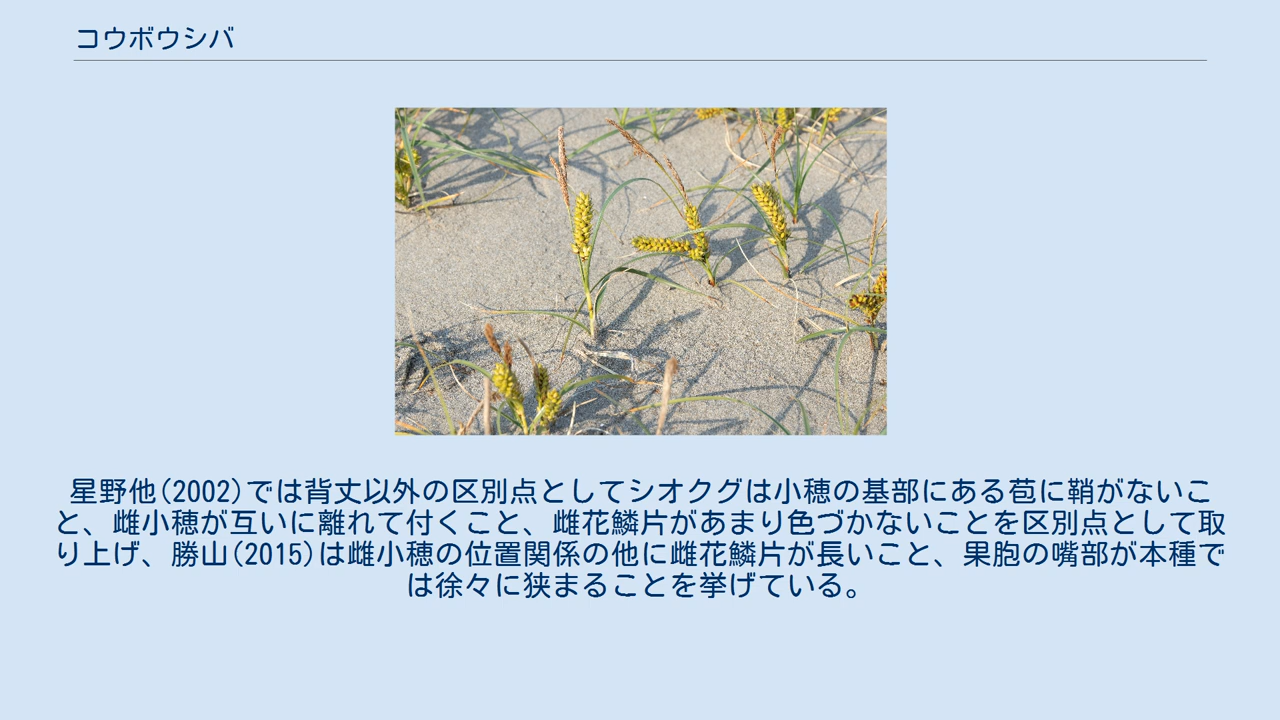 コウボウシバ
星野他(2002)では背丈以外の区別点としてシオクグは小穂の基部にある苞に鞘がないこ
と、雌小穂が互いに離れて付くこと、雌花鱗片があまり色づかないことを区別点として取
り上げ、勝山(2015)は雌小穂の位置関係の他に雌花鱗片が長いこと、果胞の嘴部が本種で
は徐々に狭まることを挙げている。